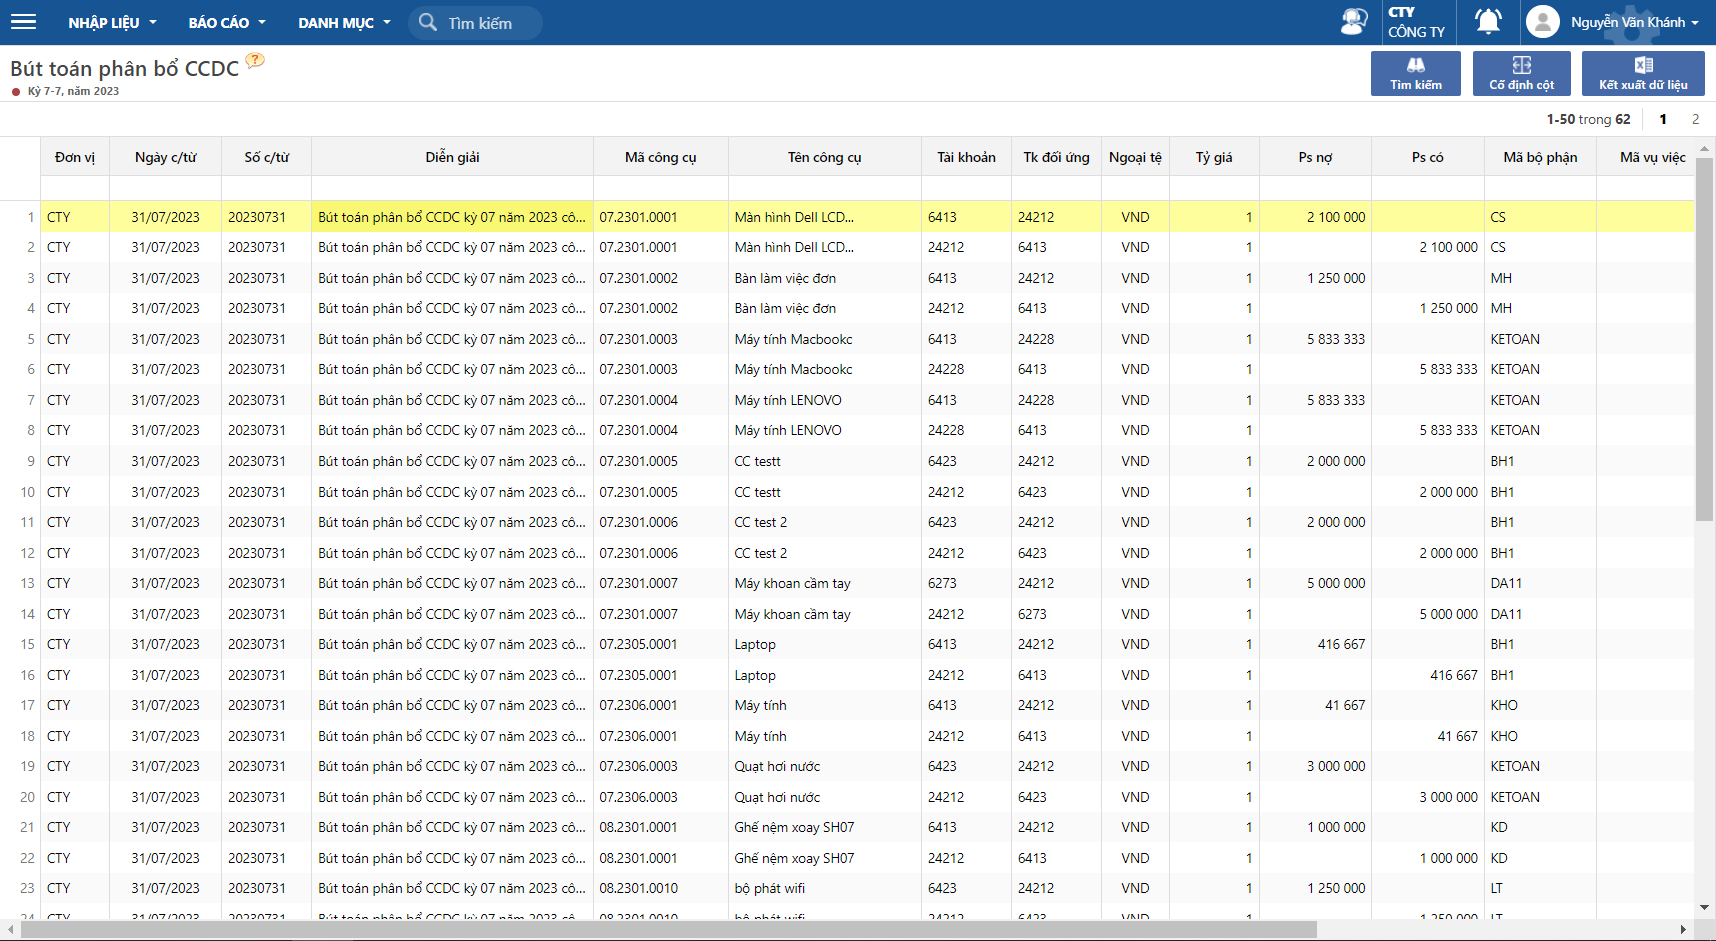 NHẬP LIỆU BÁO CÁO DANH MỤC Tìm kiếm CTY CÔNG TY Nguyễn Văn Khánh
Bút toán phân bổ CCDC ?
Kỳ 7-7, năm 2023
Tìm kiếm Cố định cột Kết xuất dữ liệu
1-50 trong 62 1 2
Đơn vị Ngày c/từ Số c/từ Diễn giải Mã công cụ Tên công cụ Tài khoản Tk đối ứng Ngoại tệ Tỷ giá Ps nợ Ps có Mã bộ phận Mã vụ việc
1 CTY 31/07/2023 20230731 Bút toán phân bổ CCDC kỳ 07 năm 2023 cô... 07.2301.0001 Màn hình Dell LCD... 6413 24212 VND 1 2 100 000 CS
2 CTY 31/07/2023 20230731 Bút toán phân bổ CCDC kỳ 07 năm 2023 cô... 07.2301.0001 Màn hình Dell LCD... 24212 6413 VND 1 2 100 000 CS
3 CTY 31/07/2023 20230731 Bút toán phân bổ CCDC kỳ 07 năm 2023 cô... 07.2301.0002 Bàn làm việc đơn 6413 24212 VND 1 1 250 000 MH
4 CTY 31/07/2023 20230731 Bút toán phân bổ CCDC kỳ 07 năm 2023 cô... 07.2301.0002 Bàn làm việc đơn 24212 6413 VND 1 1 250 000 MH
5 CTY 31/07/2023 20230731 Bút toán phân bổ CCDC kỳ 07 năm 2023 cô... 07.2301.0003 Máy tính Macbookc 6413 24228 VND 1 5 833 333 KETOAN
6 CTY 31/07/2023 20230731 Bút toán phân bổ CCDC kỳ 07 năm 2023 cô... 07.2301.0003 Máy tính Macbookc 24228 6413 VND 1 5 833 333 KETOAN
7 CTY 31/07/2023 20230731 Bút toán phân bổ CCDC kỳ 07 năm 2023 cô... 07.2301.0004 Máy tính LENOVO 6413 24228 VND 1 5 833 333 KETOAN
8 CTY 31/07/2023 20230731 Bút toán phân bổ CCDC kỳ 07 năm 2023 cô... 07.2301.0004 Máy tính LENOVO 24228 6413 VND 1 5 833 333 KETOAN
9 CTY 31/07/2023 20230731 Bút toán phân bổ CCDC kỳ 07 năm 2023 cô... 07.2301.0005 CC testt 6423 24212 VND 1 2 000 000 BH1
10 CTY 31/07/2023 20230731 Bút toán phân bổ CCDC kỳ 07 năm 2023 cô... 07.2301.0005 CC testt 24212 6423 VND 1 2 000 000 BH1
11 CTY 31/07/2023 20230731 Bút toán phân bổ CCDC kỳ 07 năm 2023 cô... 07.2301.0006 CC test 2 6423 24212 VND 1 2 000 000 BH1
12 CTY 31/07/2023 20230731 Bút toán phân bổ CCDC kỳ 07 năm 2023 cô... 07.2301.0006 CC test 2 24212 6423 VND 1 2 000 000 BH1
13 CTY 31/07/2023 20230731 Bút toán phân bổ CCDC kỳ 07 năm 2023 cô... 07.2301.0007 Máy khoan cầm tay 6273 24212 VND 1 5 000 000 DA11
14 CTY 31/07/2023 20230731 Bút toán phân bổ CCDC kỳ 07 năm 2023 cô... 07.2301.0007 Máy khoan cầm tay 24212 6273 VND 1 5 000 000 DA11
15 CTY 31/07/2023 20230731 Bút toán phân bổ CCDC kỳ 07 năm 2023 cô... 07.2305.0001 Laptop 6413 24212 VND 1 416 667 BH1
16 CTY 31/07/2023 20230731 Bút toán phân bổ CCDC kỳ 07 năm 2023 cô... 07.2305.0001 Laptop 24212 6413 VND 1 416 667 BH1
17 CTY 31/07/2023 20230731 Bút toán phân bổ CCDC kỳ 07 năm 2023 cô... 07.2306.0001 Máy tính 6413 24212 VND 1 41 667 KHO
18 CTY 31/07/2023 20230731 Bút toán phân bổ CCDC kỳ 07 năm 2023 cô... 07.2306.0001 Máy tính 24212 6413 VND 1 41 667 KHO
19 CTY 31/07/2023 20230731 Bút toán phân bổ CCDC kỳ 07 năm 2023 cô... 07.2306.0003 Quạt hơi nước 6423 24212 VND 1 3 000 000 KETOAN
20 CTY 31/07/2023 20230731 Bút toán phân bổ CCDC kỳ 07 năm 2023 cô... 07.2306.0003 Quạt hơi nước 24212 6423 VND 1 3 000 000 KETOAN
21 CTY 31/07/2023 20230731 Bút toán phân bổ CCDC kỳ 07 năm 2023 cô... 08.2301.0001 Ghế nệm xoay SH07 6413 24212 VND 1 1 000 000 KD
22 CTY 31/07/2023 20230731 Bút toán phân bổ CCDC kỳ 07 năm 2023 cô... 08.2301.0001 Ghế nệm xoay SH07 24212 6413 VND 1 1 000 000 KD
23 CTY 31/07/2023 20230731 Bút toán phân bổ CCDC kỳ 07 năm 2023 cô... 08.2301.0010 bộ phát wifi 6423 24212 VND 1 1 250 000 LT
24 CTY 31/07/2023 20230731 Bút toán phân bổ CCDC kỳ 07 năm 2023 cô... 08.2301.0010 bộ phát wifi 24212 6423 VND 1 1 250 000 LT